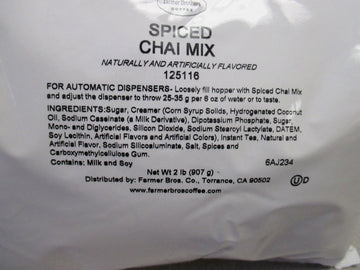 Farmer Brothers
COFFEE
SPICED
CHAI MIX
NATURALLY AND ARTIFICIALLY FLAVORED
125116
FOR AUTOMATIC DISPENSERS- Loosely fill hopper with Spiced Chai Mix
and adjust the dispenser to throw 25-35 g per 6 oz of water or to taste.
INGREDIENTS:Sugar, Creamer (Corn Syrup Solids, Hydrogenated Coconut
Oil, Sodium Caseinate (a Milk Derivative), Dipotassium Phosphate, Sugar,
Mono- and Diglycerides, Silicon Dioxide, Sodium Stearoyl Lactylate, DATEM,
Soy Lecithin, Artificial Flavors and Artificial Colors), Instant Tea, Natural and
Artificial Flavor, Sodium Silicoaluminate, Salt, Spices and
Carboxymethylcellulose Gum.
Contains: Milk and Soy 6AJ234
Net Wt 2 lb (907 g)
Distributed by: Farmer Bros. Co., Torrance, CA 90502
www.farmerbroscoffee.com
U D